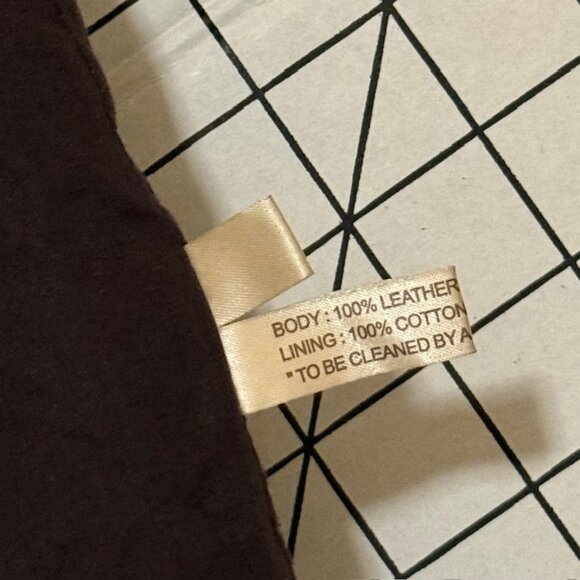 BODY : 100% LEATHER
LINING : 100% COTTON
"TO BE CLEANED BY A